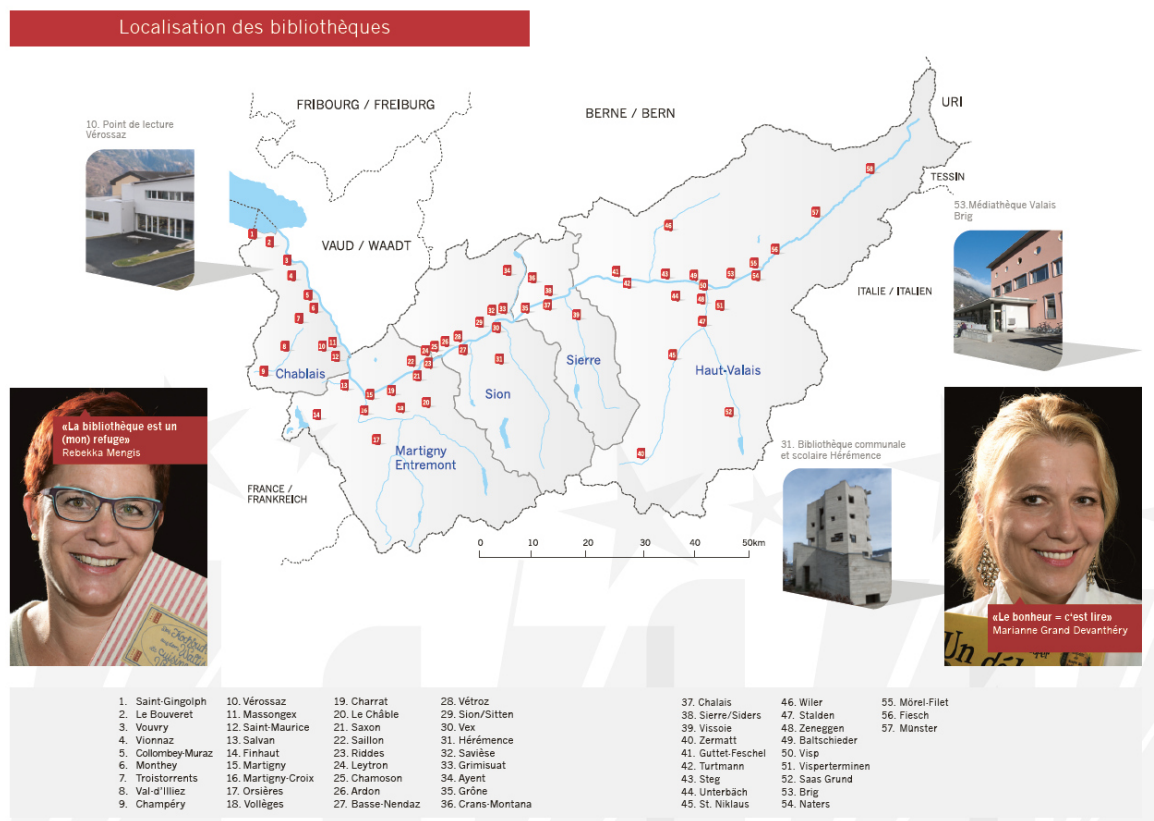 Localisation des bibliothèques
FRIBOURG / FREIBURG
BERNE / BERN
URI
TESSIN
VAUD / WAADT
ITALIE / ITALIEN
FRANCE /
FRANKREICH
10. Point de lecture
Vérossaz
53.Médiathèque Valais
Brig
31. Bibliothèque communale
et scolaire Hérémence
Chablais
Martigny
Entremont
Sion
Sierre
Haut-Valais
0 10 20 30 40 50km
«La bibliothèque est un
(mon) refuge»
Rebekka Mengis
«Le bonheur = c'est lire»
Marianne Grand Devanthéry
Un dél
1. Saint-Gingolph
2. Le Bouveret
3. Vouvry
4. Vionnaz
5. Collombey-Muraz
6. Monthey
7. Troistorrents
8. Val-d'Illiez
9. Champéry
10. Vérossaz
11. Massongex
12. Saint-Maurice
13. Salvan
14. Finhaut
15. Martigny
16. Martigny-Croix
17. Orsières
18. Vollèges
19. Charrat
20. Le Châble
21. Saxon
22. Saillon
23. Riddes
24. Leytron
25. Chamoson
26. Ardon
27. Basse-Nendaz
28. Vétroz
29. Sion/Sitten
30. Vex
31. Hérémence
32. Savièse
33. Grimisuat
34. Ayent
35. Grône
36. Crans-Montana
37. Chalais
38. Sierre/Siders
39. Vissoie
40. Zermatt
41. Guttet-Feschel
42. Turtmann
43. Steg
44. Unterbäch
45. St. Niklaus
46. Wiler
47. Stalden
48. Zeneggen
49. Baltschieder
50. Visp
51. Visperterminen
52. Saas Grund
53. Brig
54. Naters
55. Mörel-Filet
56. Fiesch
57. Münster